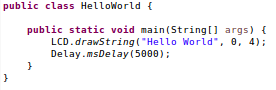 public class HelloWorld {
    public static void main(String[] args) {
        LCD.drawString("Hello World", 0, 4);
        Delay.msDelay(5000);
    }
}